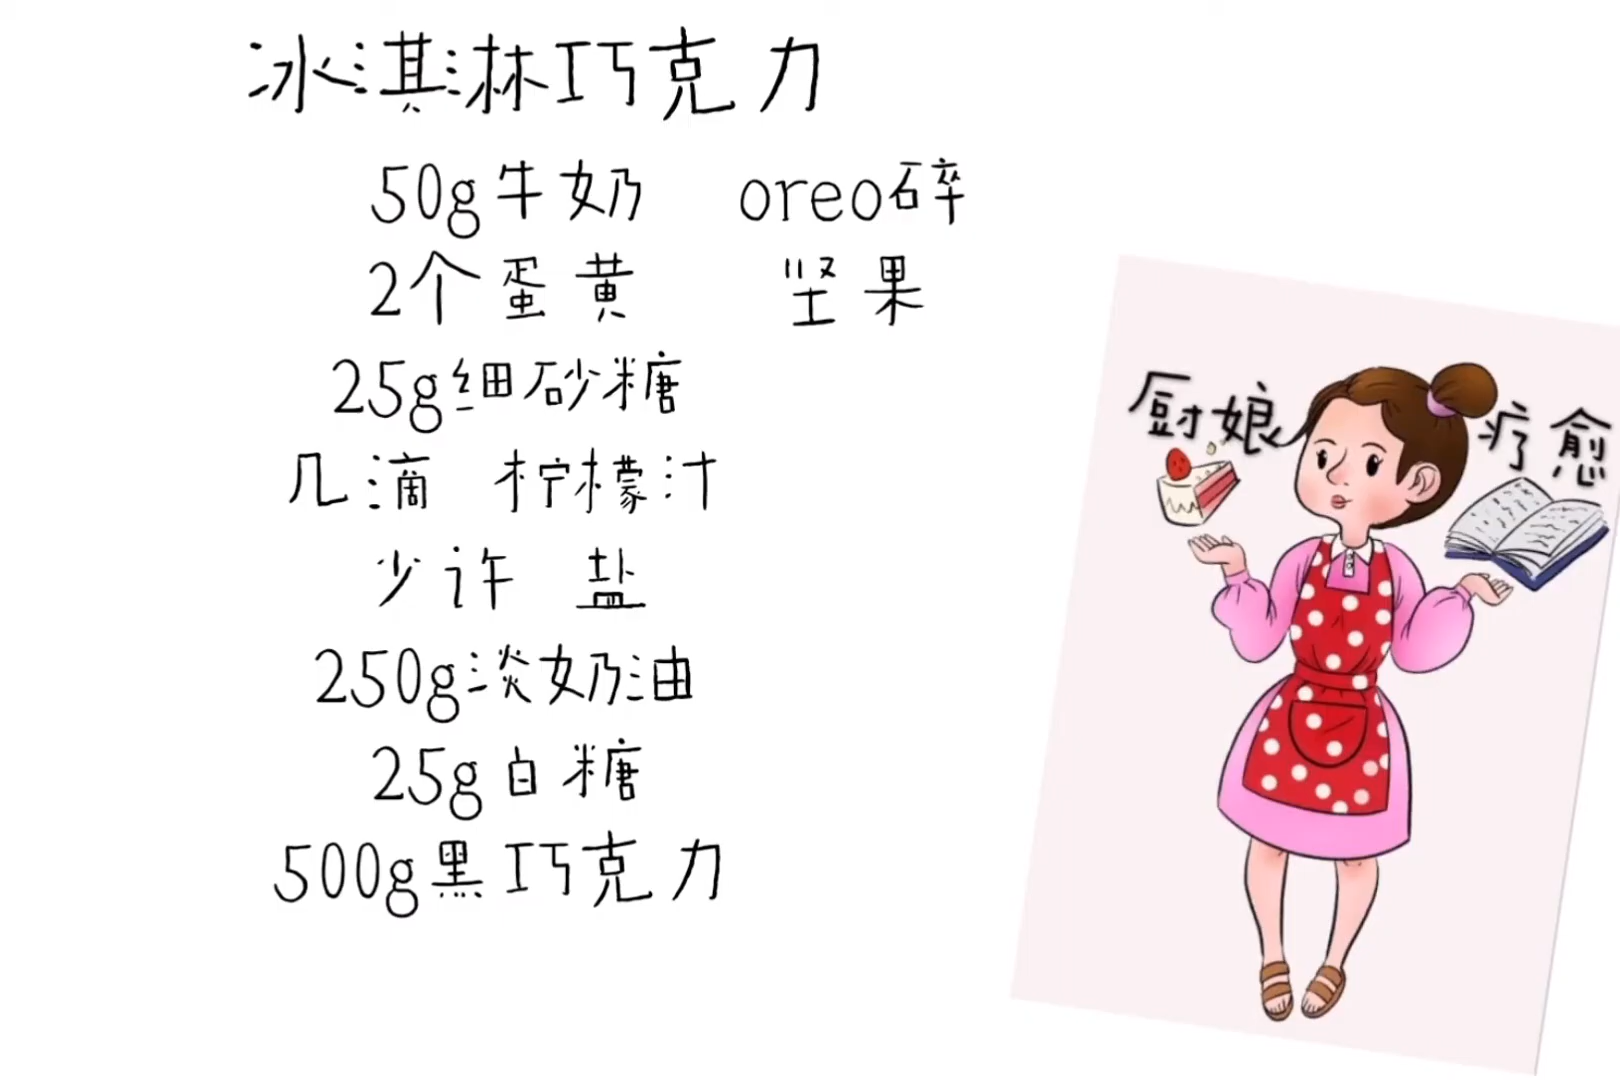 冰淇淋巧克力
50g牛奶 oreo碎
2个蛋黄 坚果
25g细砂糖
几滴 柠檬汁
少许 盐
250g淡奶油
25g白糖
500g黑巧克力
厨娘 疗愈